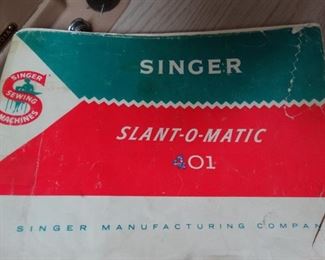 SINGER
SINGER
SEWING
MACHINES
SLANT-O-MATIC
401
SINGER MANUFACTURING COMPAN